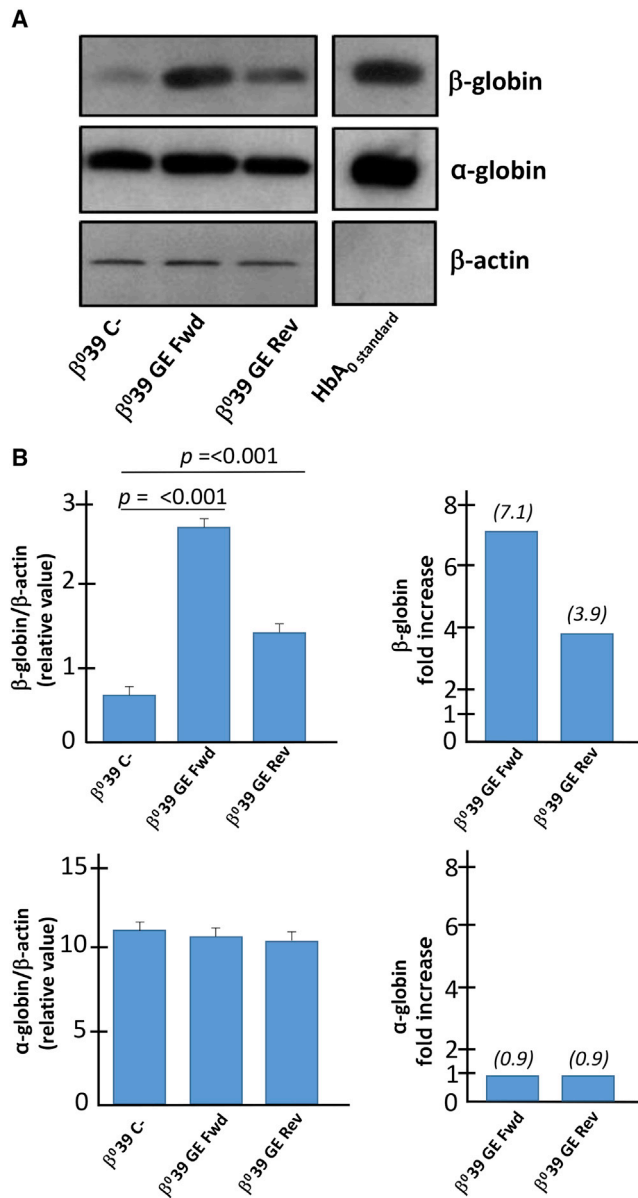 A
β-globin
α-globin
β-actin
β⁰39 C-
β⁰39 GE Fwd
β⁰39 GE Rev
HbA₀ standard
B
p =<0.001
p = <0.001
β-globin/β-actin
(relative value)
3
2
1
0
β⁰39 C-
β⁰39 GE Fwd
β⁰39 GE Rev
β-globin
fold increase
8
6
4
2
1
0
(7.1)
(3.9)
β⁰39 GE Fwd
β⁰39 GE Rev
α-globin/β-actin
(relative value)
15
10
5
0
β⁰39 C-
β⁰39 GE Fwd
β⁰39 GE Rev
α-globin
fold increase
8
6
4
2
1
0
(0.9)
(0.9)
β⁰39 GE Fwd
β⁰39 GE Rev